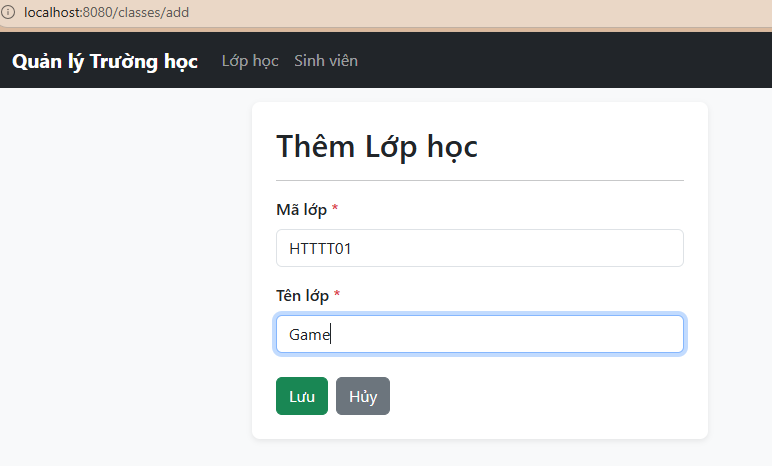 localhost:8080/classes/add
Quản lý Trường học Lớp học Sinh viên
Thêm Lớp học
Mã lớp *
HTTTT01
Tên lớp *
Game
Lưu Hủy